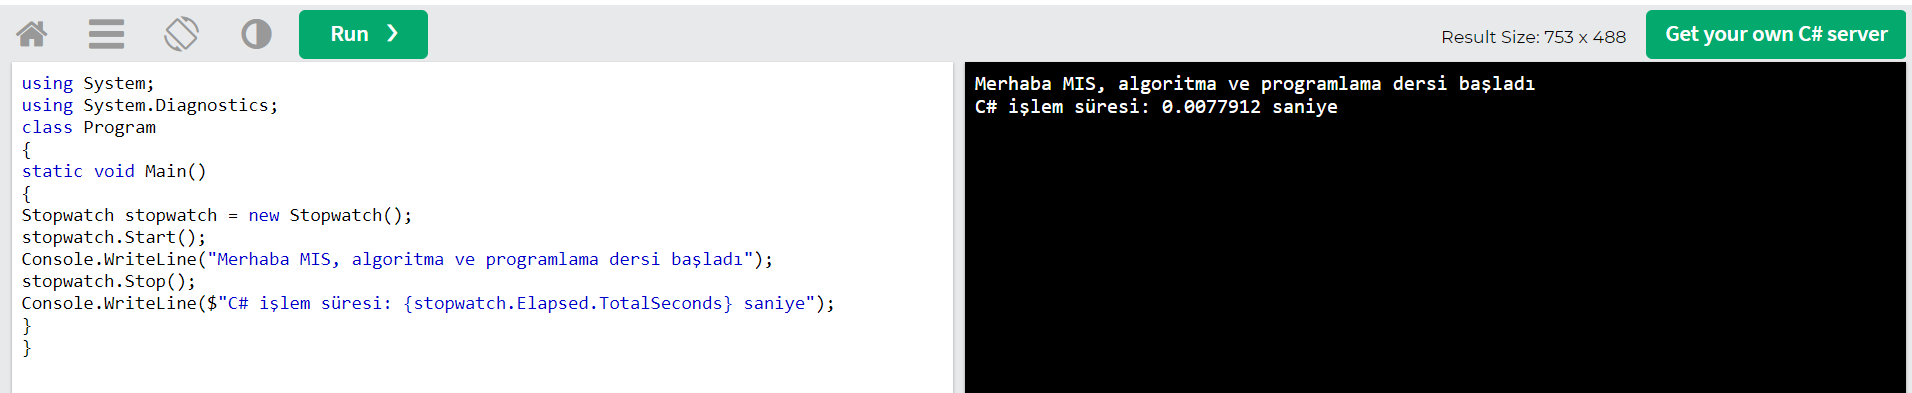 Run ❯
Result Size: 753 x 488
Get your own C# server
using System;
using System.Diagnostics;
class Program
{
static void Main()
{
Stopwatch stopwatch = new Stopwatch();
stopwatch.Start();
Console.WriteLine("Merhaba MIS, algoritma ve programlama dersi başladı");
stopwatch.Stop();
Console.WriteLine($"C# işlem süresi: {stopwatch.Elapsed.TotalSeconds} saniye");
}
}
Merhaba MIS, algoritma ve programlama dersi başladı
C# işlem süresi: 0.0077912 saniye